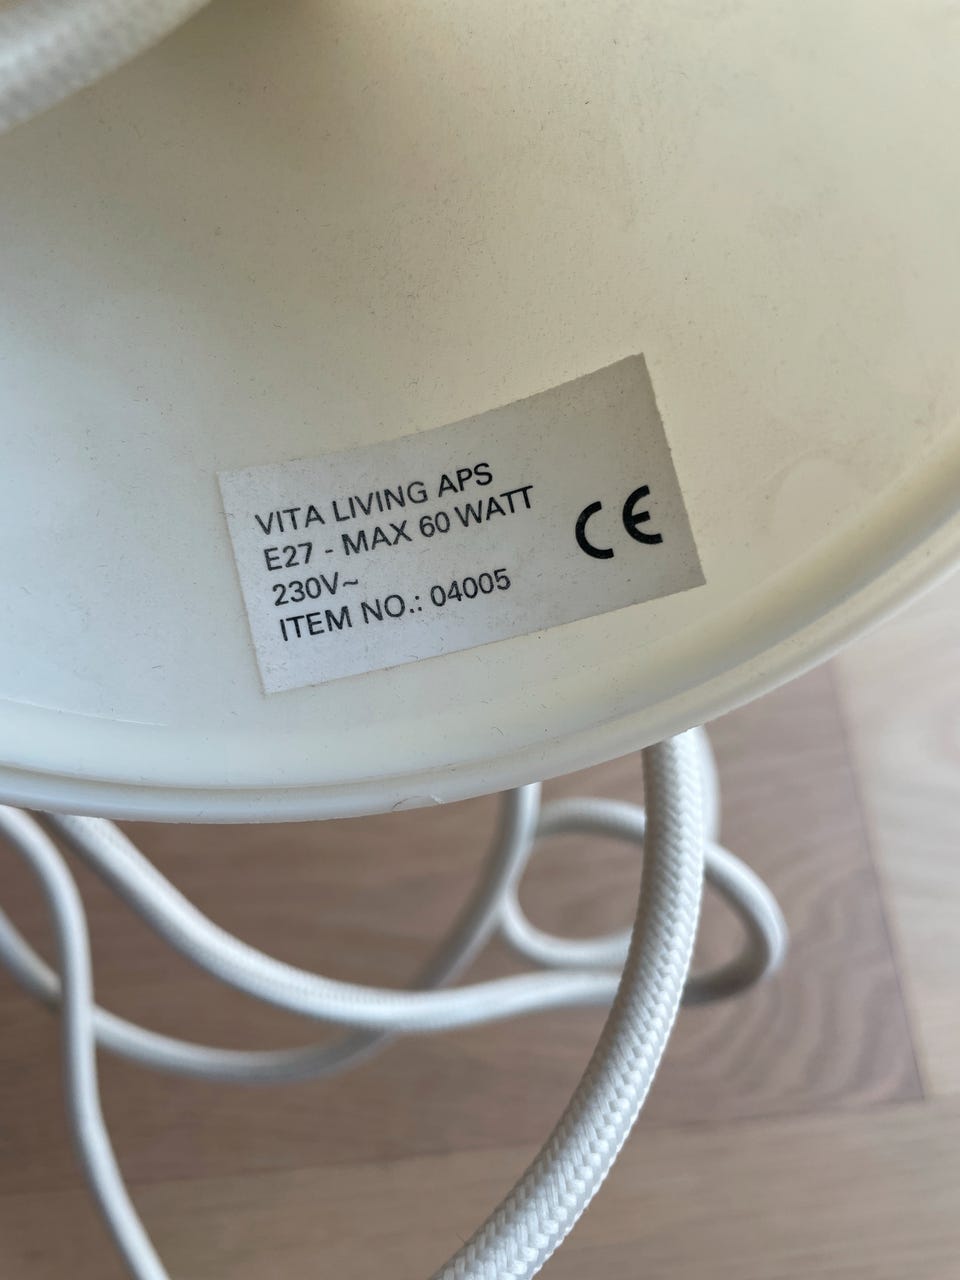 VITA LIVING APS
E27 - MAX 60 WATT
230V~
ITEM NO.: 04005
CE